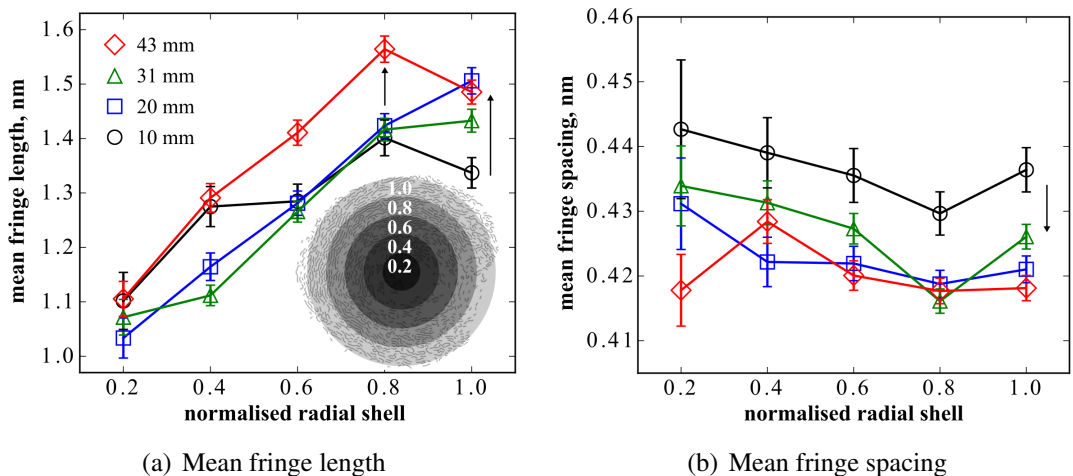 1.6
1.5
1.4
1.3
1.2
1.1
1.0
mean fringe length, nm
43 mm
31 mm
20 mm
10 mm
1.0
0.8
0.6
0.4
0.2
0.2 0.4 0.6 0.8 1.0
normalised radial shell
(a) Mean fringe length
0.46
0.45
0.44
0.43
0.42
0.41
mean fringe spacing, nm
0.2 0.4 0.6 0.8 1.0
normalised radial shell
(b) Mean fringe spacing